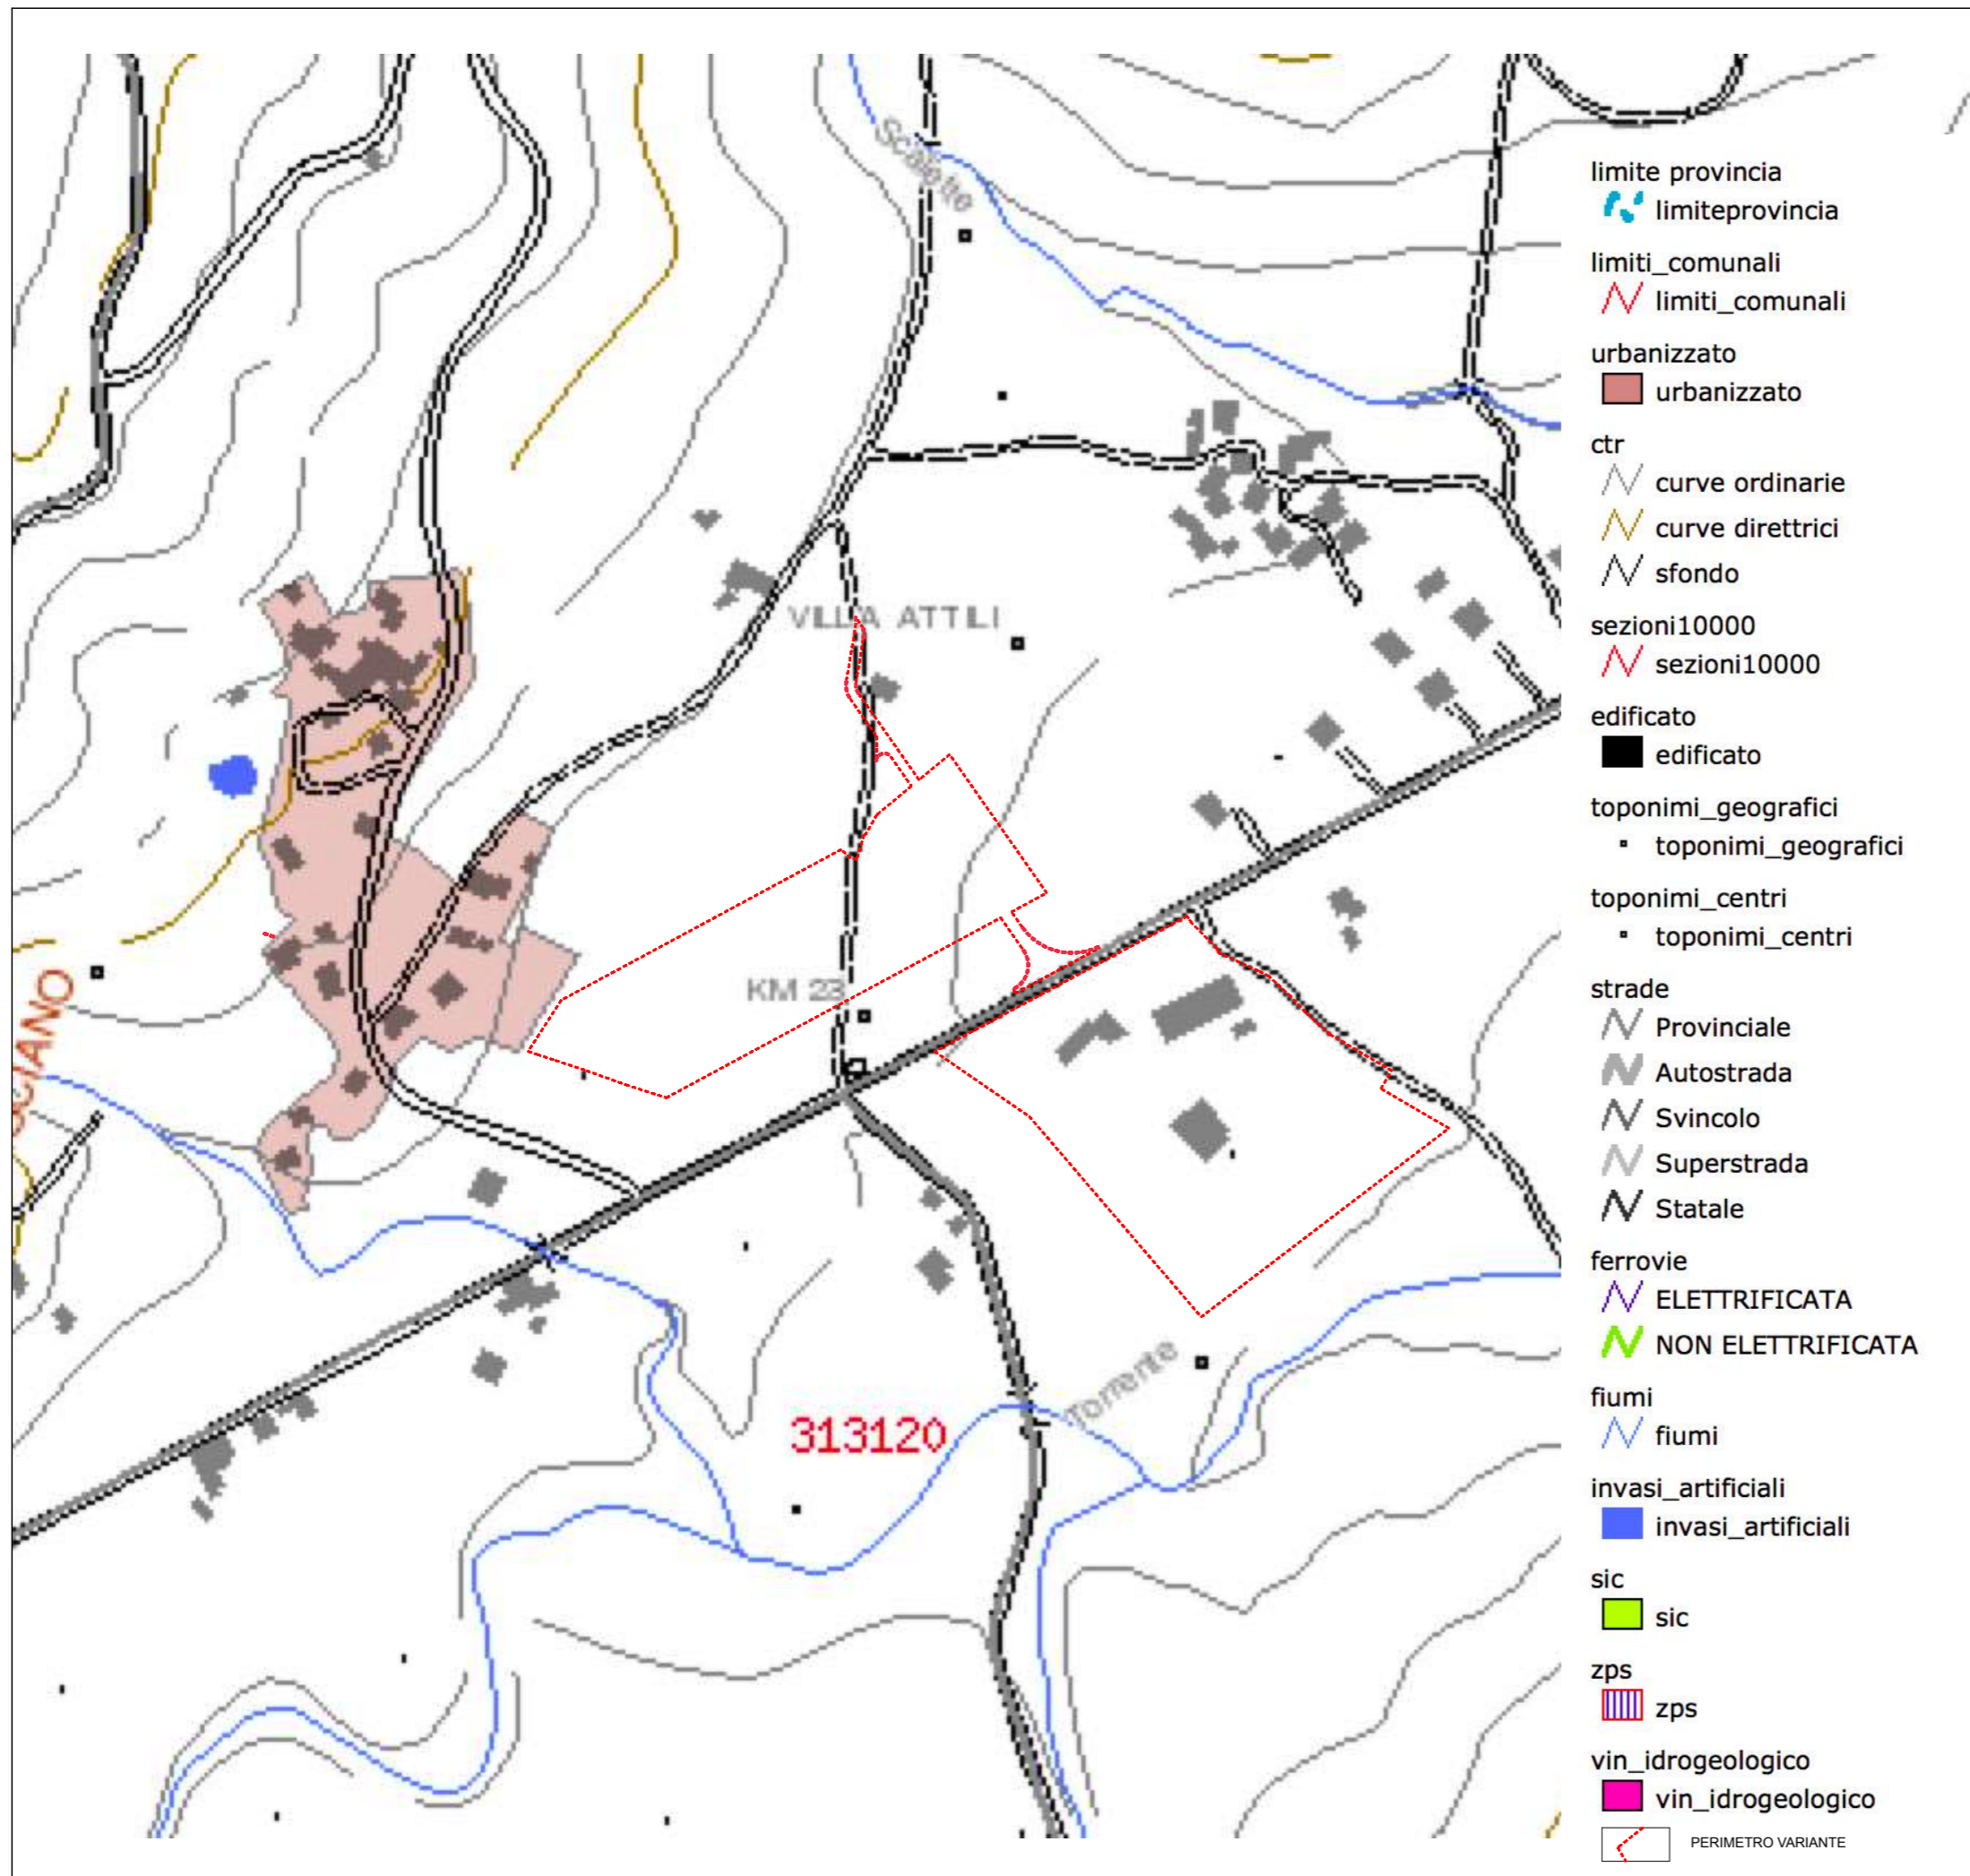 Scalette
VILLA ATTILI
KM 23
SCIANO
Torrente
313120
limite provincia
limiteprovincia
limiti_comunali
limiti_comunali
urbanizzato
urbanizzato
ctr
curve ordinarie
curve direttrici
sfondo
sezioni10000
sezioni10000
edificato
edificato
toponimi_geografici
toponimi_geografici
toponimi_centri
toponimi_centri
strade
Provinciale
Autostrada
Svincolo
Superstrada
Statale
ferrovie
ELETTRIFICATA
NON ELETTRIFICATA
fiumi
fiumi
invasi_artificiali
invasi_artificiali
sic
sic
zps
zps
vin_idrogeologico
vin_idrogeologico
PERIMETRO VARIANTE